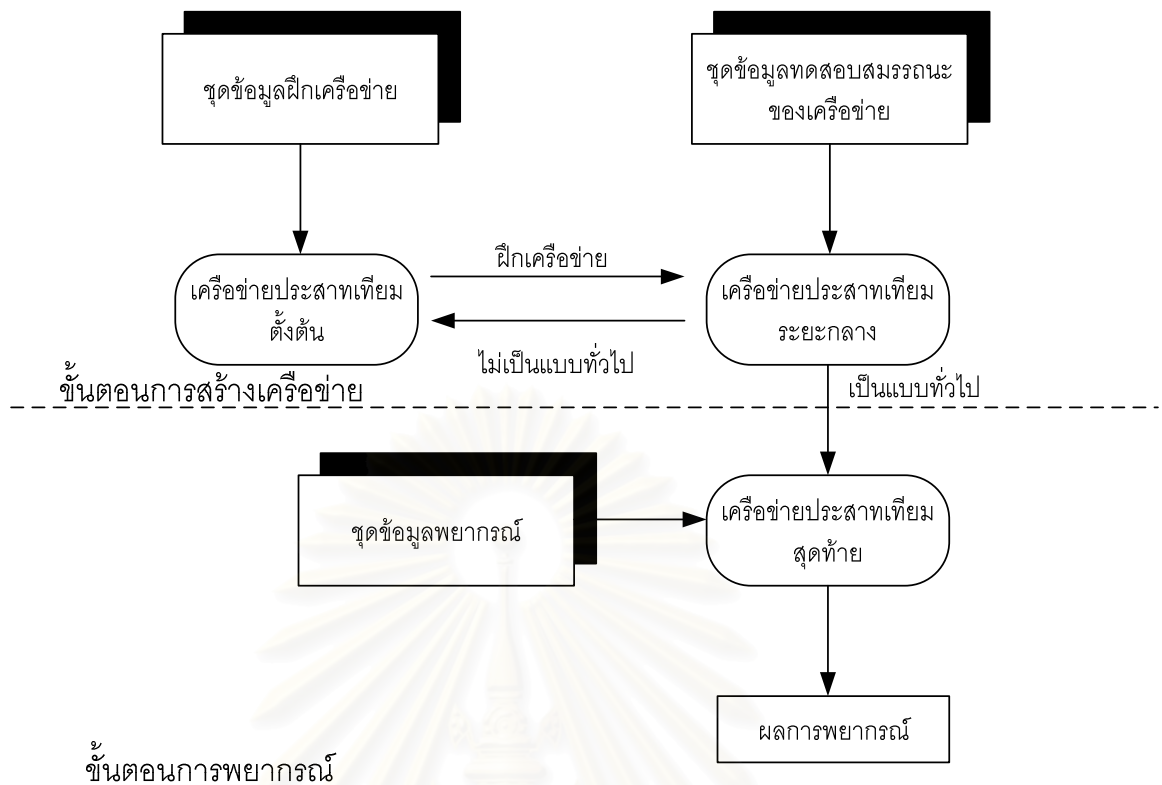 ชุดข้อมูลฝึกเครือข่าย
ชุดข้อมูลทดสอบสมรรถนะ
ของเครือข่าย
ฝึกเครือข่าย
เครือข่ายประสาทเทียม
ตั้งต้น
เครือข่ายประสาทเทียม
ระยะกลาง
ไม่เป็นแบบทั่วไป
ขั้นตอนการสร้างเครือข่าย
เป็นแบบทั่วไป
ชุดข้อมูลพยากรณ์
เครือข่ายประสาทเทียม
สุดท้าย
ผลการพยากรณ์
ขั้นตอนการพยากรณ์